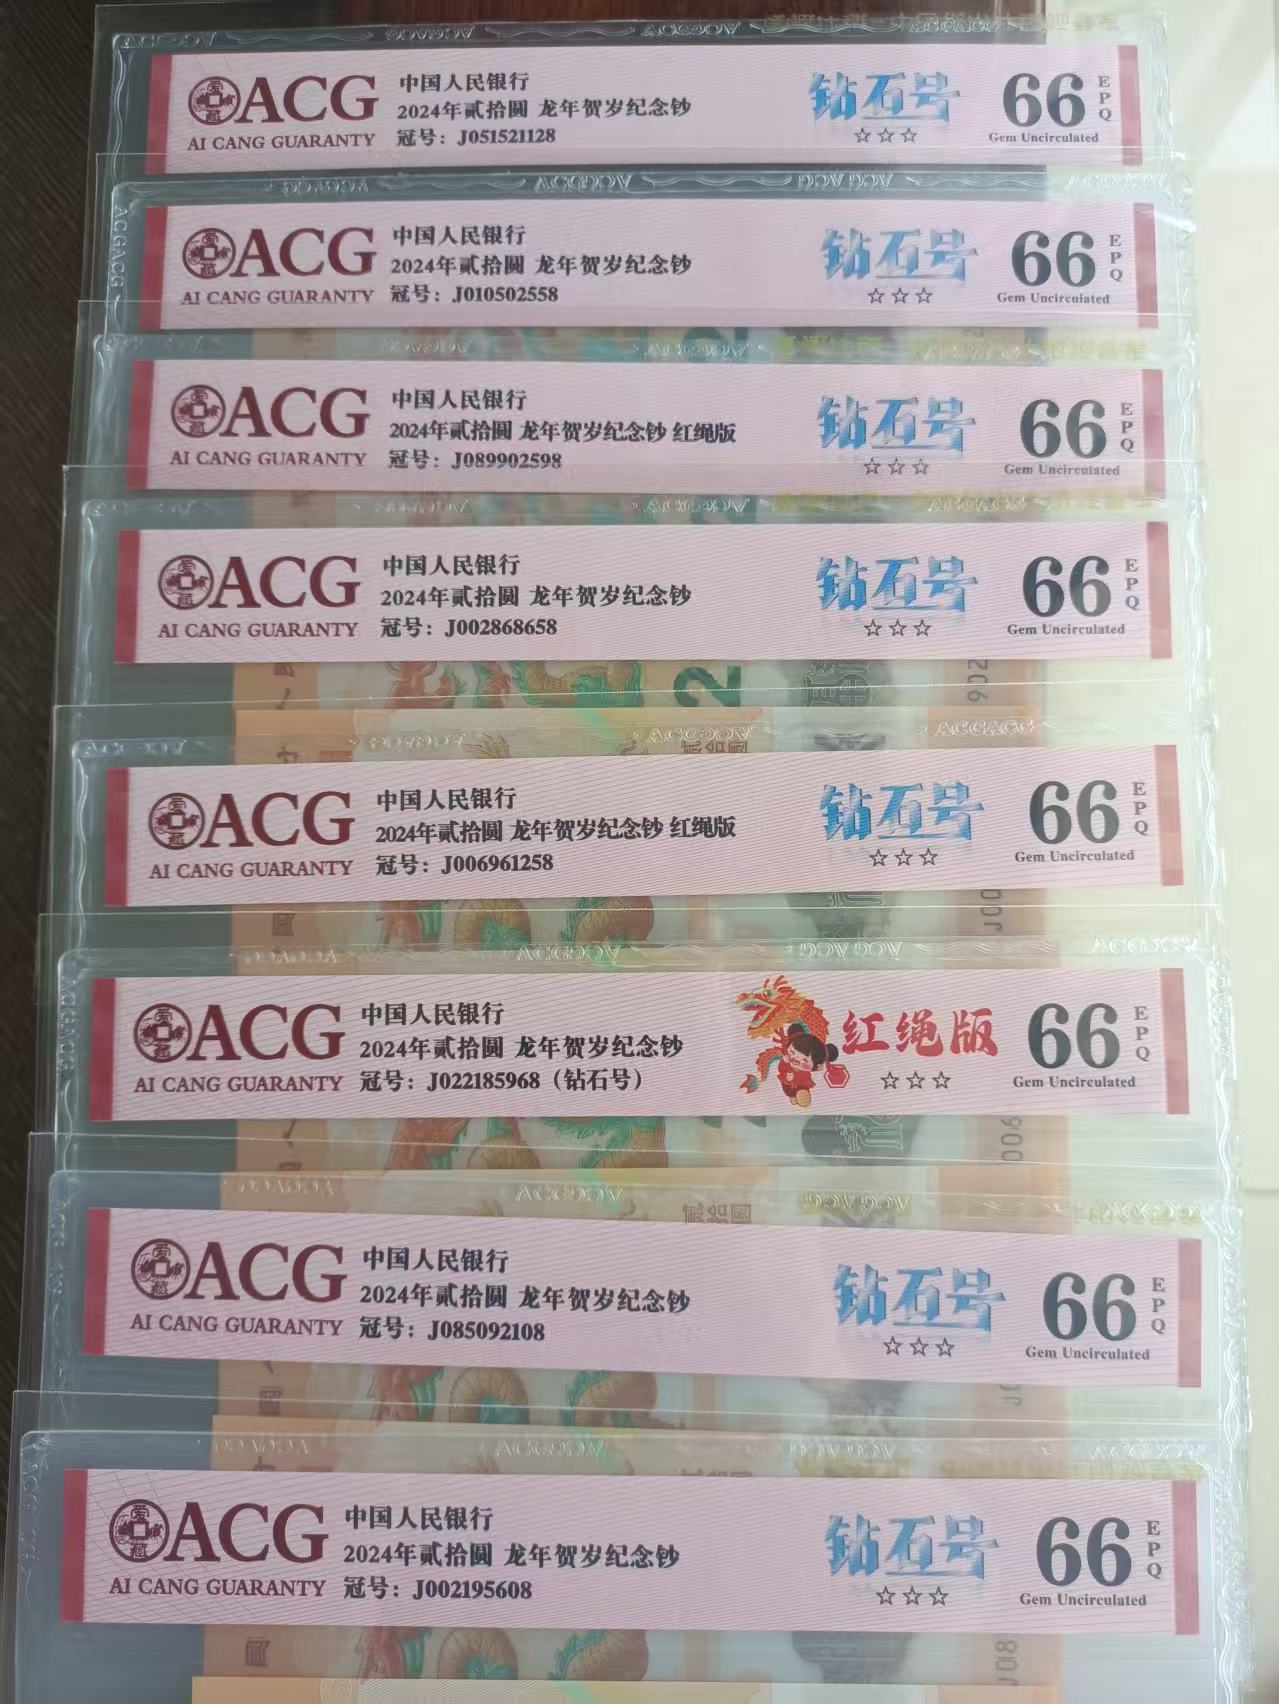 ACG
AI CANG GUARANTY
中国人民银行
2024年贰拾圆 龙年贺岁纪念钞
冠号：J051521128
钻石号
☆☆☆
66
EPQ
Gem Uncirculated
ACG
AI CANG GUARANTY
中国人民银行
2024年贰拾圆 龙年贺岁纪念钞
冠号：J010502558
钻石号
☆☆☆
66
EPQ
Gem Uncirculated
ACG
AI CANG GUARANTY
中国人民银行
2024年贰拾圆 龙年贺岁纪念钞 红绳版
冠号：J089902598
钻石号
☆☆☆
66
EPQ
Gem Uncirculated
ACG
AI CANG GUARANTY
中国人民银行
2024年贰拾圆 龙年贺岁纪念钞
冠号：J002868658
钻石号
☆☆☆
66
EPQ
Gem Uncirculated
ACG
AI CANG GUARANTY
中国人民银行
2024年贰拾圆 龙年贺岁纪念钞 红绳版
冠号：J006961258
钻石号
☆☆☆
66
EPQ
Gem Uncirculated
ACG
AI CANG GUARANTY
中国人民银行
2024年贰拾圆 龙年贺岁纪念钞
冠号：J022185968（钻石号）
红绳版
☆☆☆
66
EPQ
Gem Uncirculated
ACG
AI CANG GUARANTY
中国人民银行
2024年贰拾圆 龙年贺岁纪念钞
冠号：J085092108
钻石号
☆☆☆
66
EPQ
Gem Uncirculated
ACG
AI CANG GUARANTY
中国人民银行
2024年贰拾圆 龙年贺岁纪念钞
冠号：J002195608
钻石号
☆☆☆
66
EPQ
Gem Uncirculated